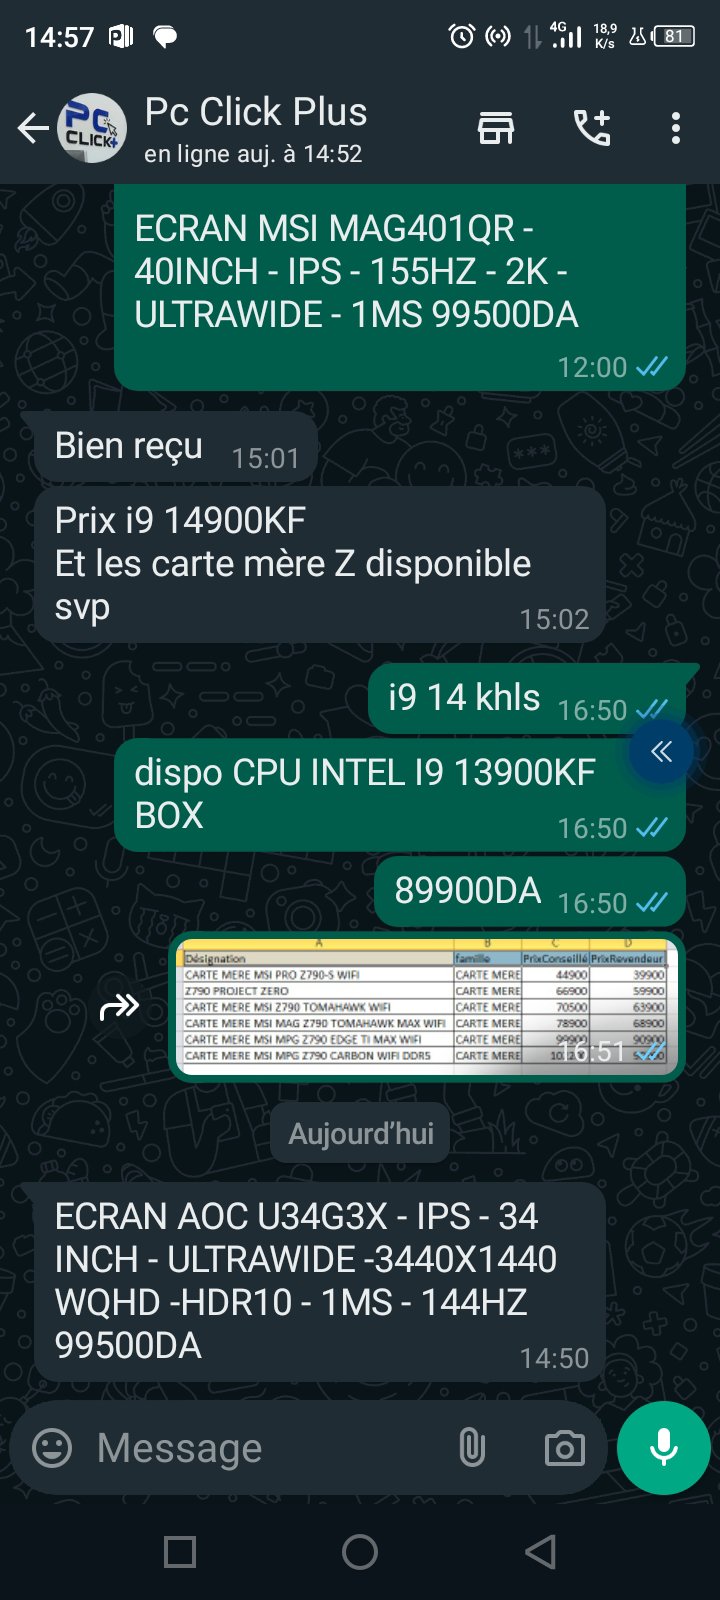 14:57
4G
18,9
K/s
81
PC
CLICK+
Pc Click Plus
en ligne auj. à 14:52
ECRAN MSI MAG401QR -
40INCH - IPS - 155HZ - 2K -
ULTRAWIDE - 1MS 99500DA
12:00
Bien reçu 15:01
Prix i9 14900KF
Et les carte mère Z disponible
svp
15:02
i9 14 khls 16:50
dispo CPU INTEL I9 13900KF
BOX
16:50
89900DA 16:50
A B C D
Désignation famille PrixConseillé PrixRevendeur
CARTE MERE MSI PRO Z790-S WIFI CARTE MERE 44900 39900
Z790 PROJECT ZERO CARTE MERE 66900 59900
CARTE MERE MSI Z790 TOMAHAWK WIFI CARTE MERE 70500 63900
CARTE MERE MSI MAG Z790 TOMAHAWK MAX WIFI CARTE MERE 78900 68900
CARTE MERE MSI MPG Z790 EDGE TI MAX WIFI CARTE MERE 99900 90900
CARTE MERE MSI MPG Z790 CARBON WIFI DDR5 CARTE MERE
16:51
Aujourd'hui
ECRAN AOC U34G3X - IPS - 34
INCH - ULTRAWIDE -3440X1440
WQHD -HDR10 - 1MS - 144HZ
99500DA
14:50
Message